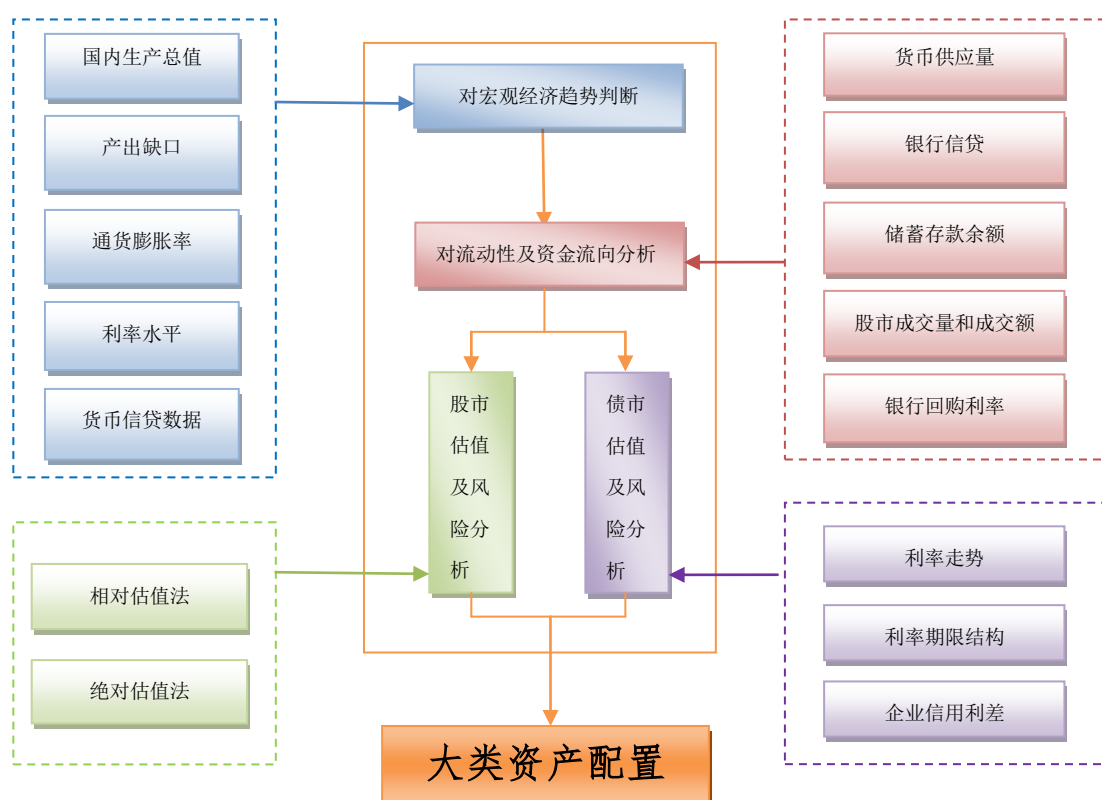 国内生产总值
产出缺口
通货膨胀率
利率水平
货币信贷数据
相对估值法
绝对估值法
对宏观经济趋势判断
对流动性及资金流向分析
股市
估值
及风
险分
析
债市
估值
及风
险分
析
大类资产配置
货币供应量
银行信贷
储蓄存款余额
股市成交量和成交额
银行回购利率
利率走势
利率期限结构
企业信用利差